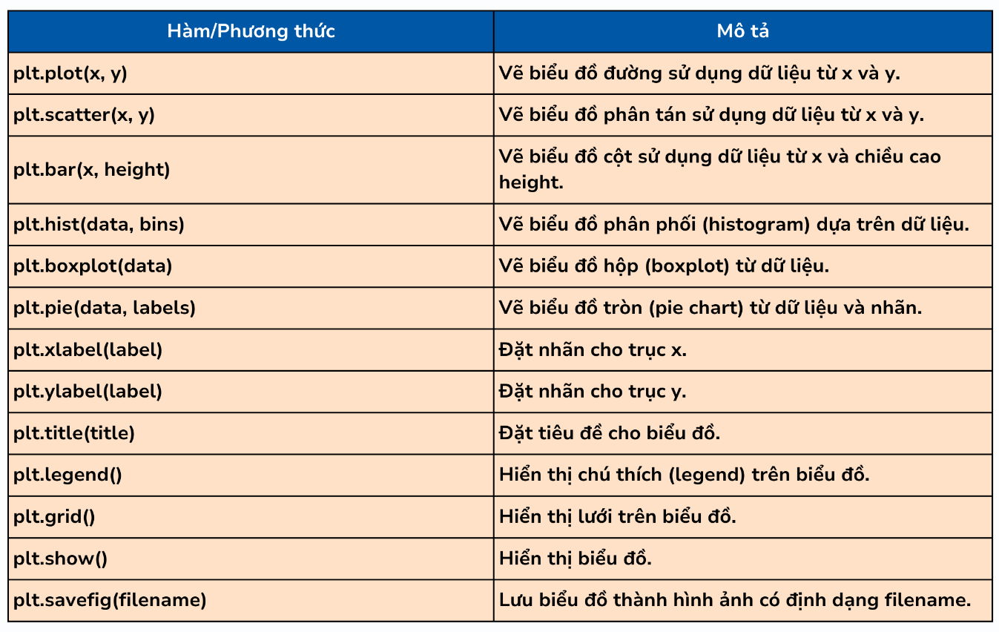 Hàm/Phương thức
Mô tả
plt.plot(x, y)
Vẽ biểu đồ đường sử dụng dữ liệu từ x và y.
plt.scatter(x, y)
Vẽ biểu đồ phân tán sử dụng dữ liệu từ x và y.
plt.bar(x, height)
Vẽ biểu đồ cột sử dụng dữ liệu từ x và chiều cao
height.
plt.hist(data, bins)
Vẽ biểu đồ phân phối (histogram) dựa trên dữ liệu.
plt.boxplot(data)
Vẽ biểu đồ hộp (boxplot) từ dữ liệu.
plt.pie(data, labels)
Vẽ biểu đồ tròn (pie chart) từ dữ liệu và nhãn.
plt.xlabel(label)
Đặt nhãn cho trục x.
plt.ylabel(label)
Đặt nhãn cho trục y.
plt.title(title)
Đặt tiêu đề cho biểu đồ.
plt.legend()
Hiển thị chú thích (legend) trên biểu đồ.
plt.grid()
Hiển thị lưới trên biểu đồ.
plt.show()
Hiển thị biểu đồ.
plt.savefig(filename)
Lưu biểu đồ thành hình ảnh có định dạng filename.